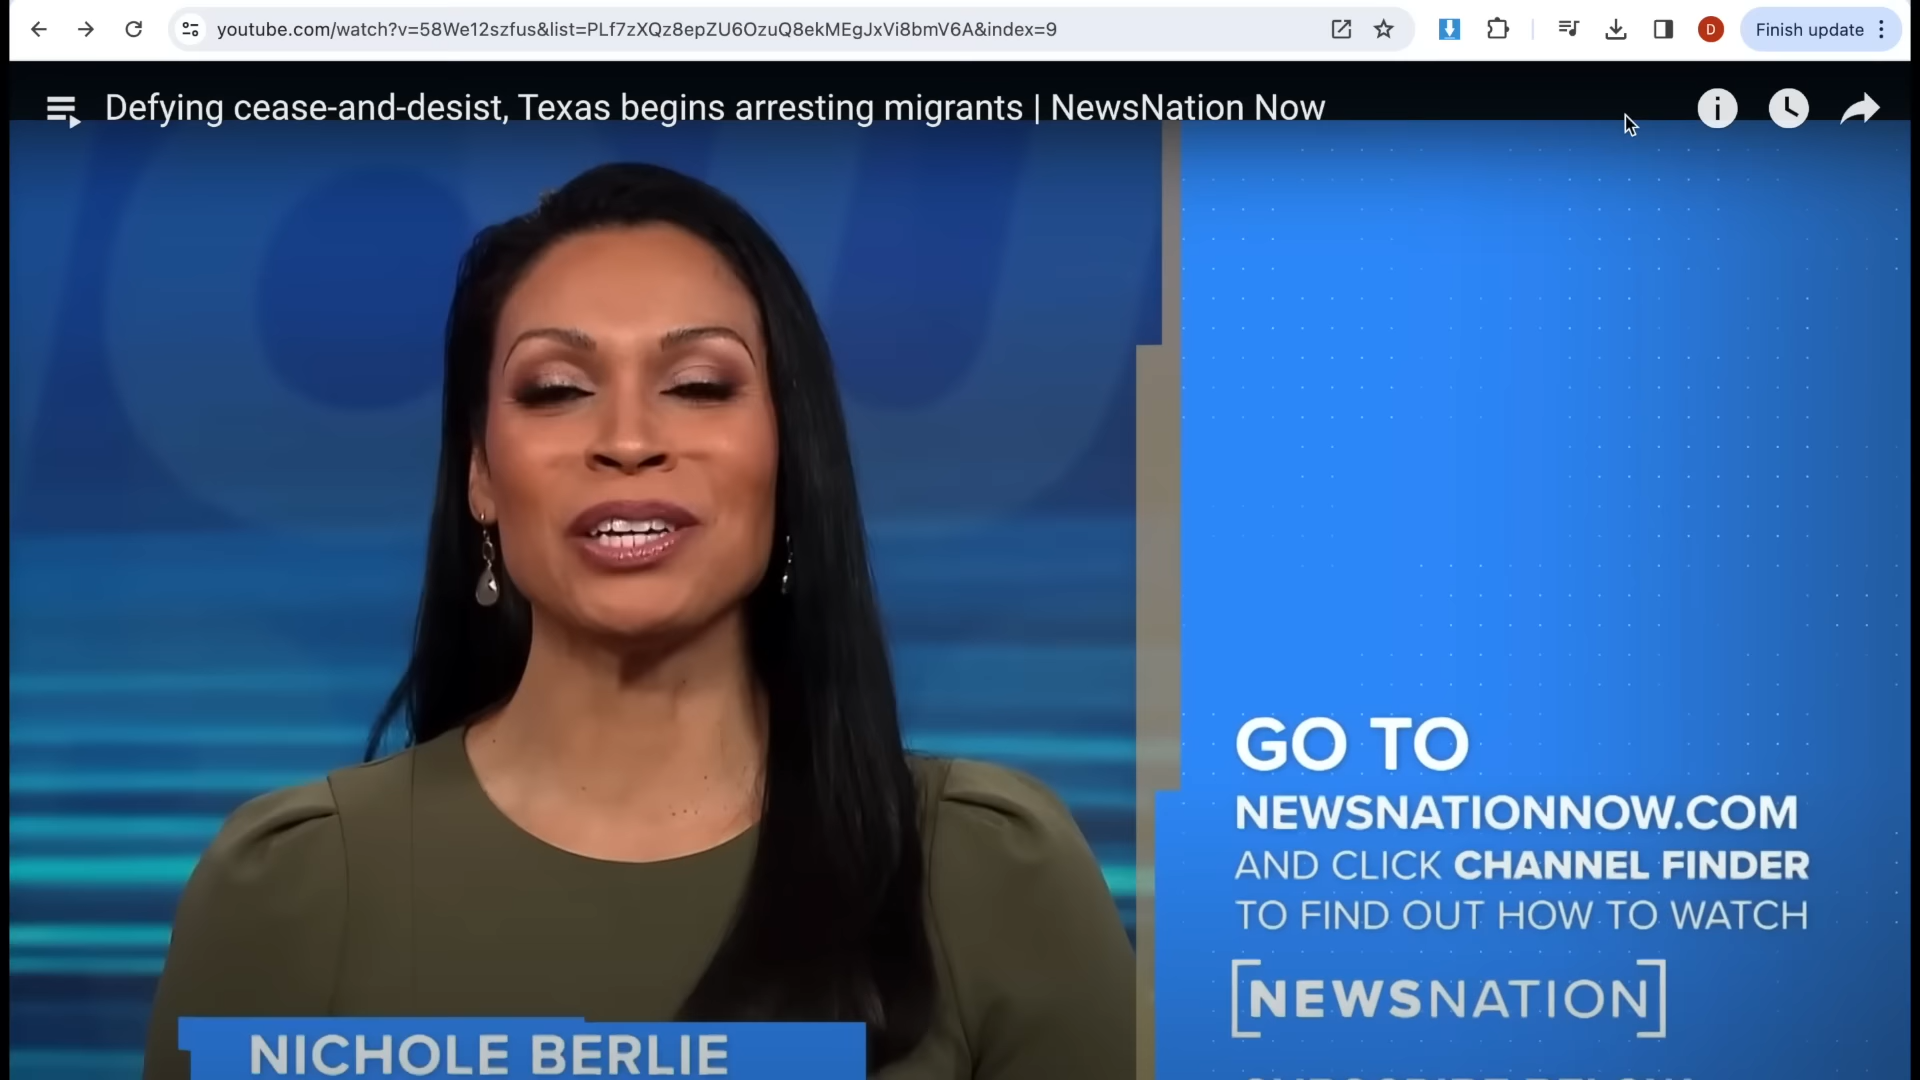 youtube.com/watch?v=58We12szfus&list=PLf7zXQz8epZU6OzuQ8ekMEgJxVi8bmV6A&index=9
D
Finish update
Defying cease-and-desist, Texas begins arresting migrants | NewsNation Now
GO TO
NEWSNATIONNOW.COM
AND CLICK CHANNEL FINDER
TO FIND OUT HOW TO WATCH
[NEWSNATION]
NICHOLE BERLIE